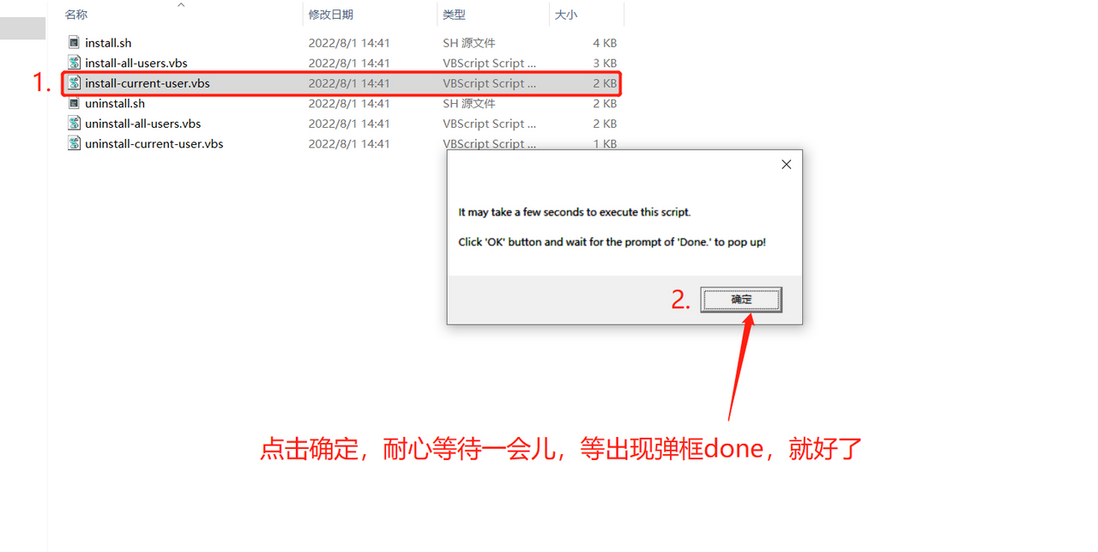 名称 修改日期 类型 大小
install.sh 2022/8/1 14:41 SH 源文件 4 KB
install-all-users.vbs 2022/8/1 14:41 VBScript Script ... 3 KB
1. install-current-user.vbs 2022/8/1 14:41 VBScript Script ... 2 KB
uninstall.sh 2022/8/1 14:41 SH 源文件 2 KB
uninstall-all-users.vbs 2022/8/1 14:41 VBScript Script ... 2 KB
uninstall-current-user.vbs 2022/8/1 14:41 VBScript Script ... 1 KB
It may take a few seconds to execute this script.
Click 'OK' button and wait for the prompt of 'Done.' to pop up!
2. 确定
点击确定，耐心等待一会儿，等出现弹框done，就好了